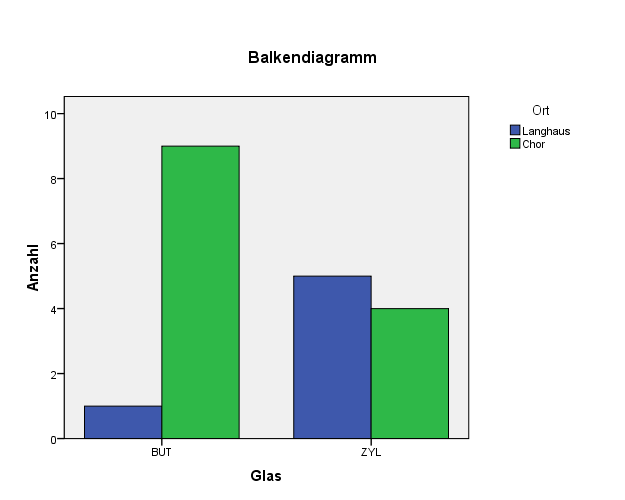 Balkendiagramm
Ort
Langhaus
Chor
Anzahl
10
8
6
4
2
0
BUT
ZYL
Glas